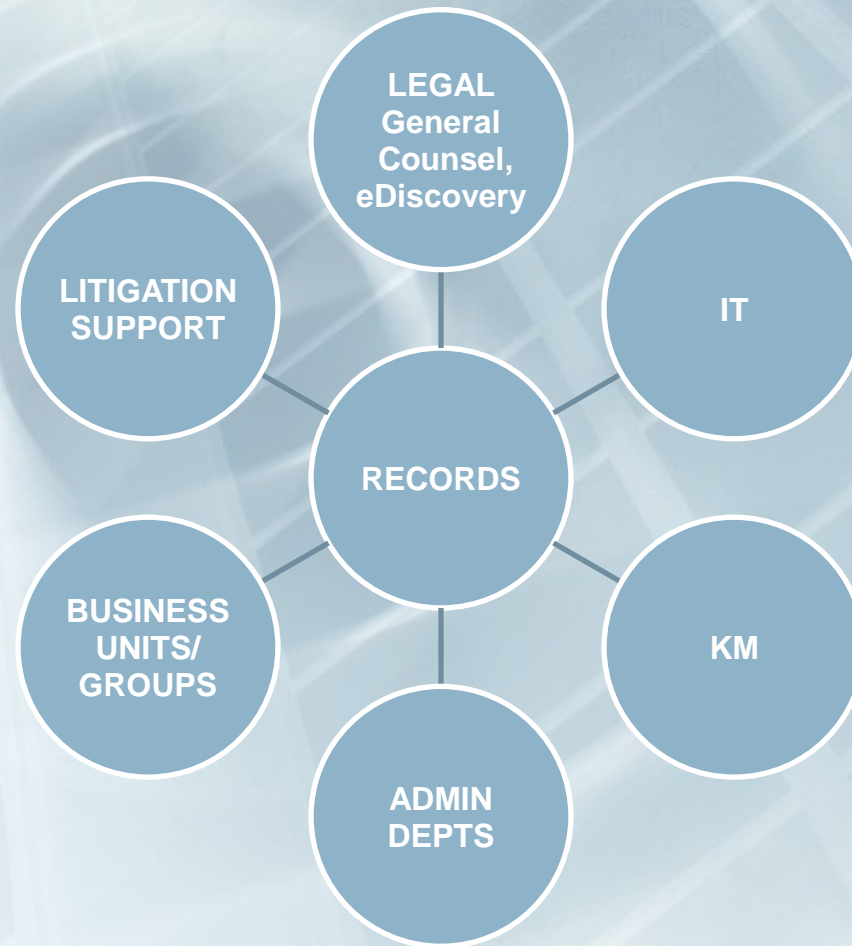 LEGAL
General
Counsel,
eDiscovery
LITIGATION
SUPPORT
IT
RECORDS
BUSINESS
UNITS/
GROUPS
KM
ADMIN
DEPTS